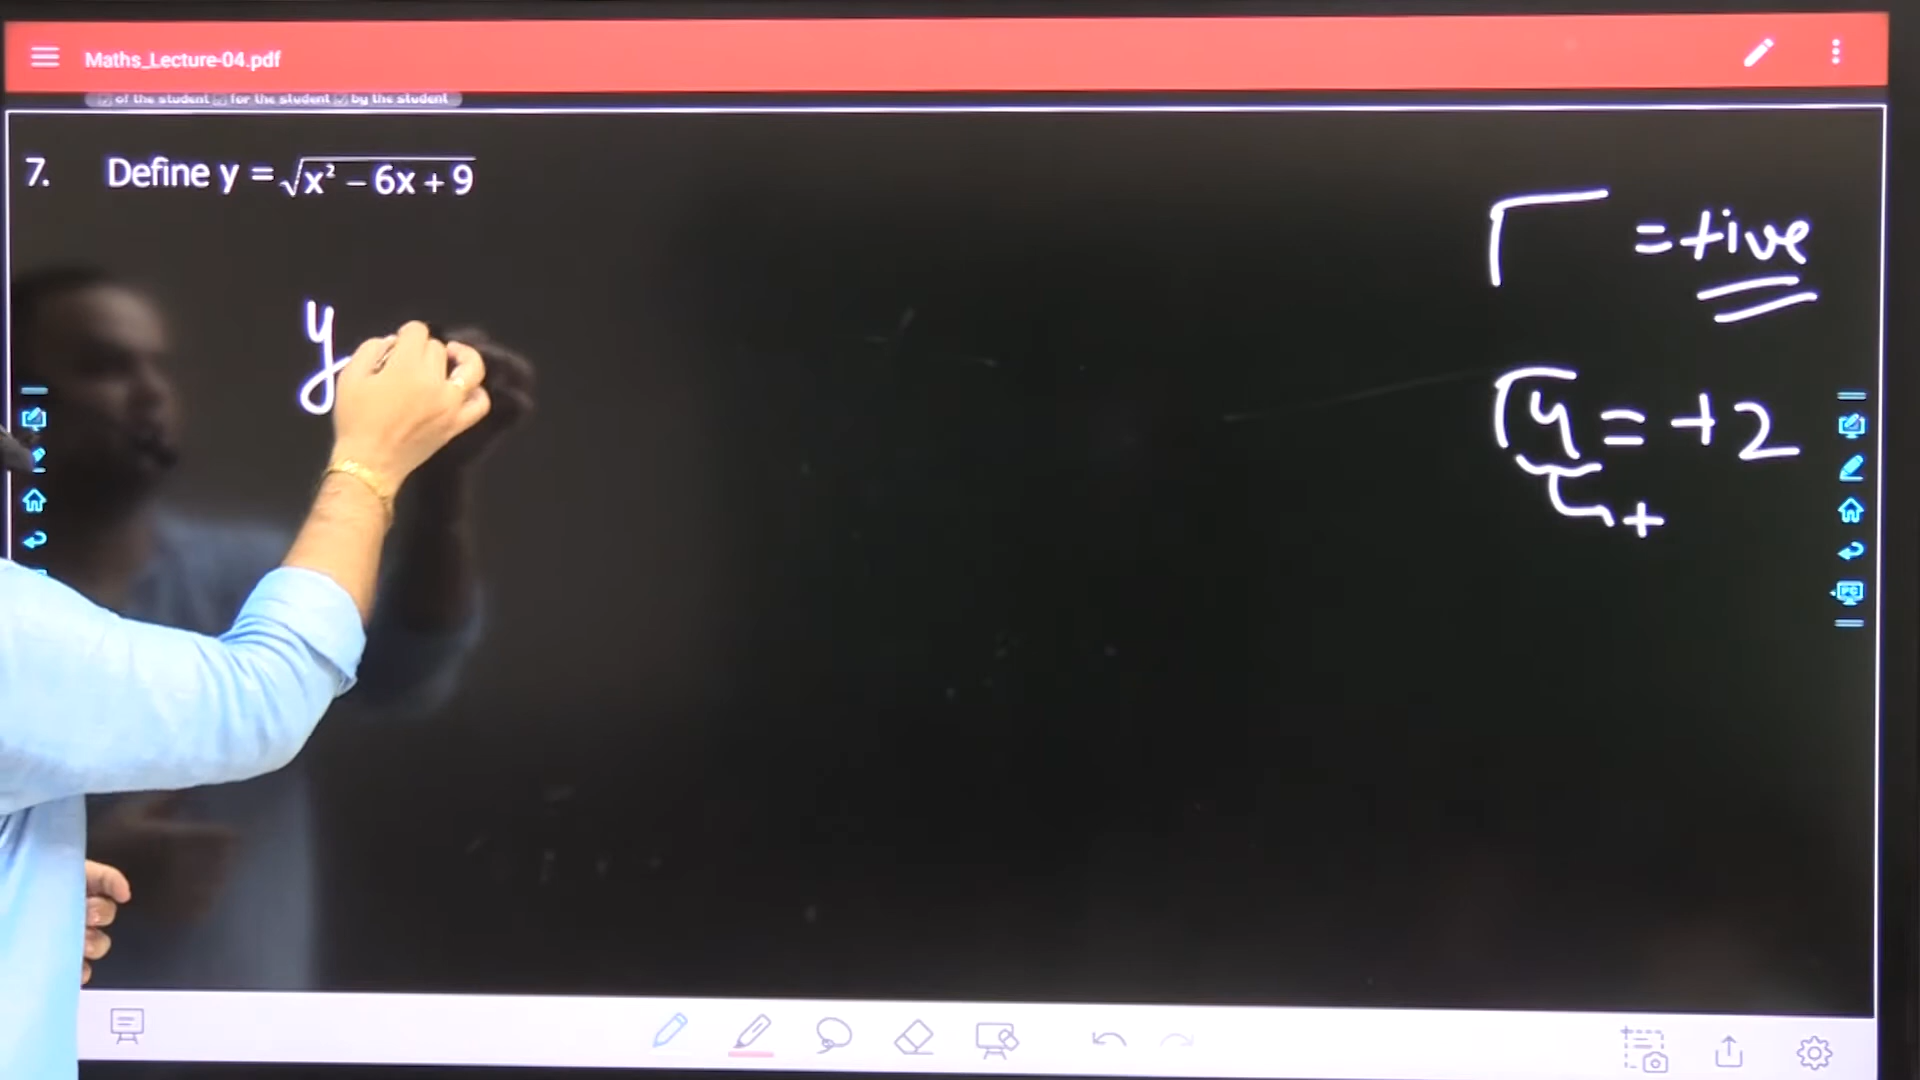 Maths_Lecture-04.pdf
of the student for the student by the student
7. Define y = √x² – 6x + 9
√ = +ive
y
√4 = +2
+